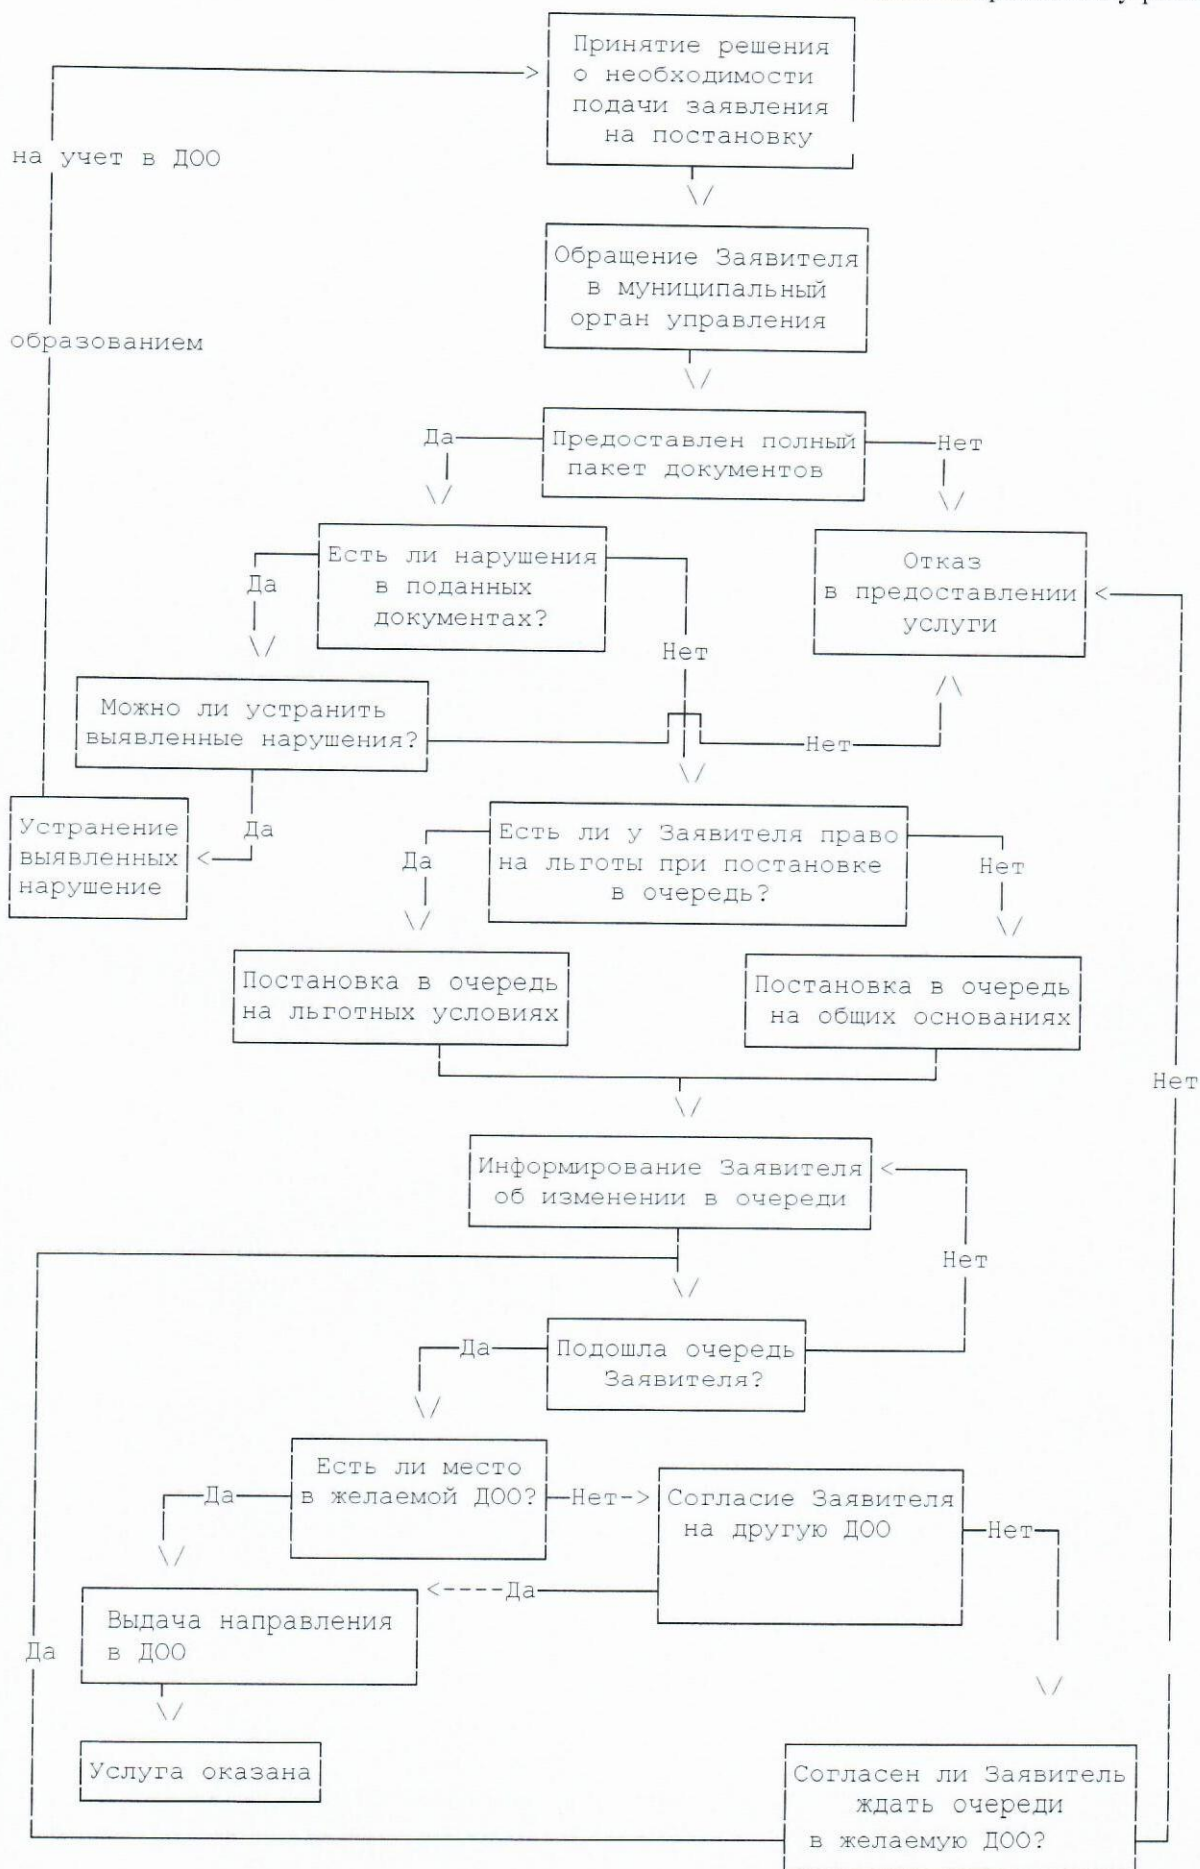 Принятие решения
о необходимости
подачи заявления
на постановку
на учет в ДОО
Обращение Заявителя
в муниципальный
орган управления
образованием
Да
Предоставлен полный
пакет документов
Нет
Есть ли нарушения
в поданных
документах?
Да
Нет
Отказ
в предоставлении
услуги
Можно ли устранить
выявленные нарушения?
Нет
Да
Устранение
выявленных
нарушение
Есть ли у Заявителя право
на льготы при постановке
в очередь?
Да
Нет
Постановка в очередь
на льготных условиях
Постановка в очередь
на общих основаниях
Нет
Информирование Заявителя
об изменении в очереди
Нет
Да
Подошла очередь
Заявителя?
Есть ли место
в желаемой ДОО?
Да
Нет->
Согласие Заявителя
на другую ДОО
Нет
<----Да
Выдача направления
в ДОО
Да
Услуга оказана
Согласен ли Заявитель
ждать очереди
в желаемую ДОО?